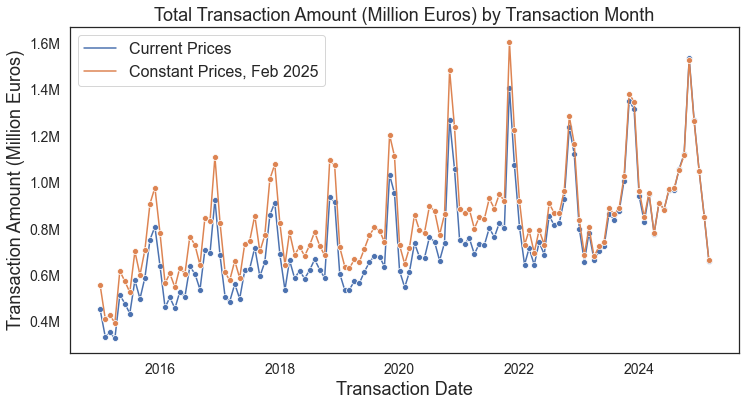 Total Transaction Amount (Million Euros) by Transaction Month
Current Prices
Constant Prices, Feb 2025
Transaction Amount (Million Euros)
1.6M
1.4M
1.2M
1.0M
0.8M
0.6M
0.4M
2016
2018
2020
2022
2024
Transaction Date